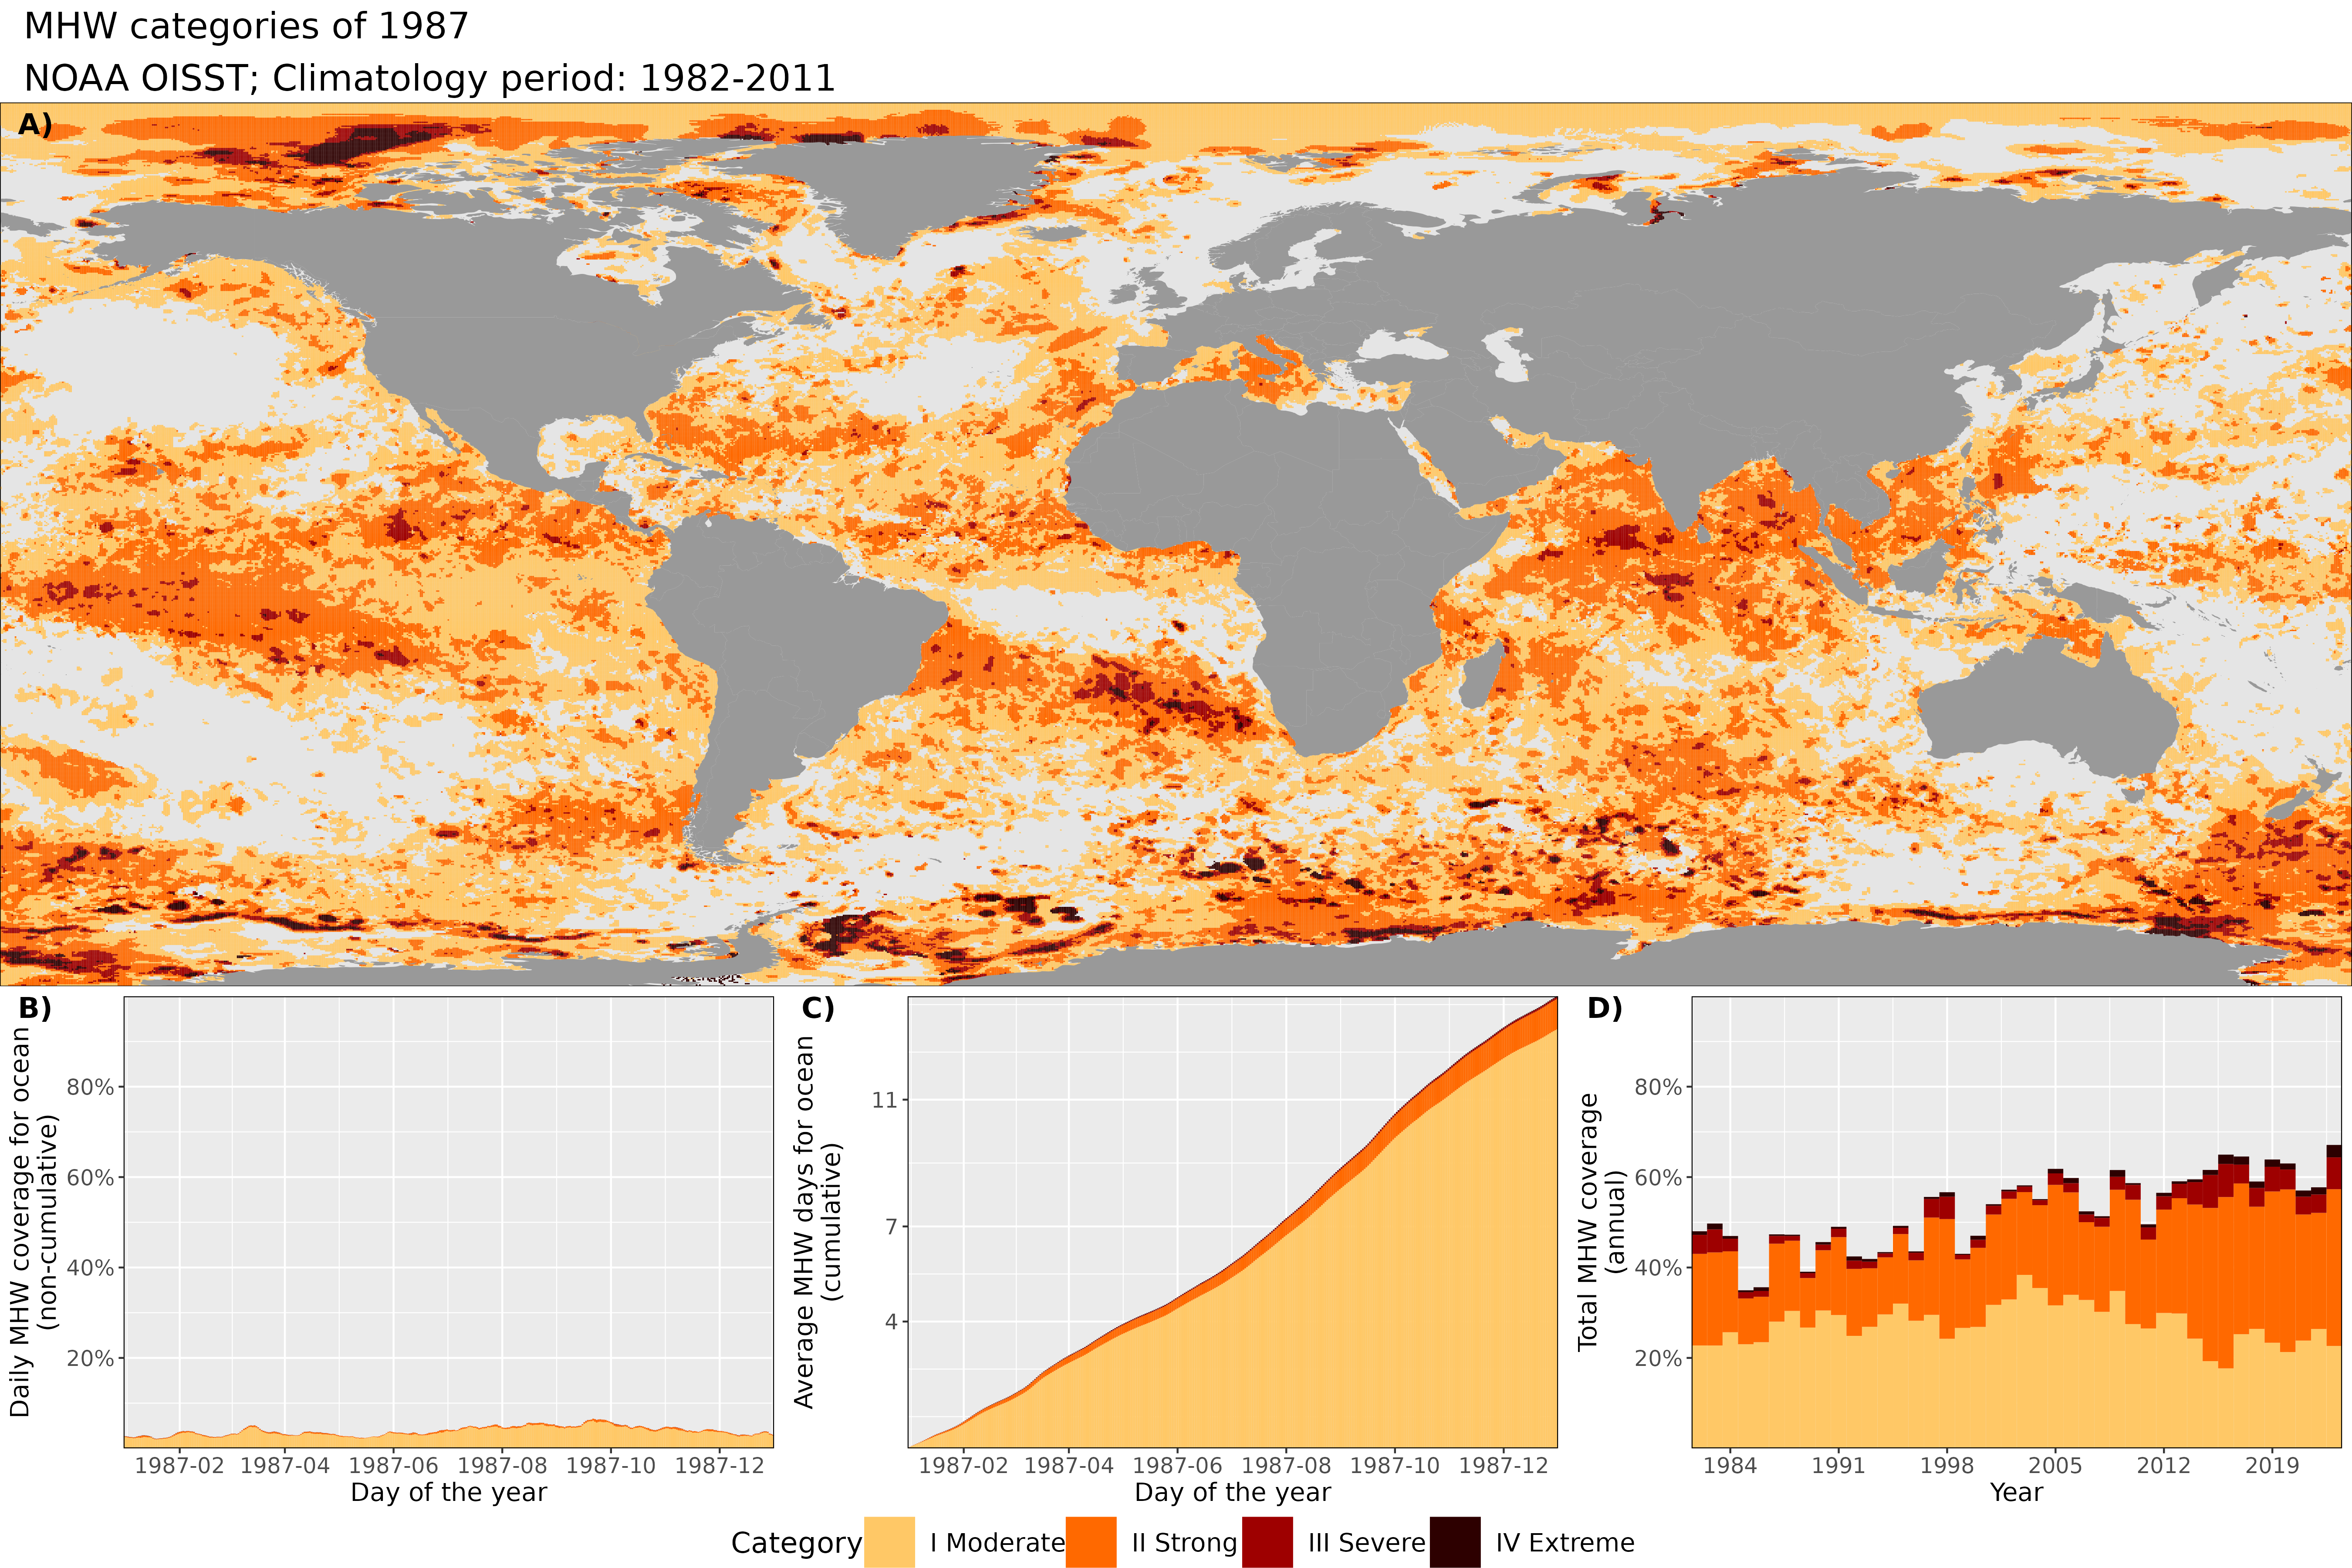 MHW categories of 1987
NOAA OISST; Climatology period: 1982-2011
A)
B)
Daily MHW coverage for ocean
(non-cumulative)
80%
60%
40%
20%
1987-02 1987-04 1987-06 1987-08 1987-10 1987-12
Day of the year
C)
Average MHW days for ocean
(cumulative)
11
7
4
1987-02 1987-04 1987-06 1987-08 1987-10 1987-12
Day of the year
D)
Total MHW coverage
(annual)
80%
60%
40%
20%
1984 1991 1998 2005 2012 2019
Year
Category I Moderate II Strong III Severe IV Extreme